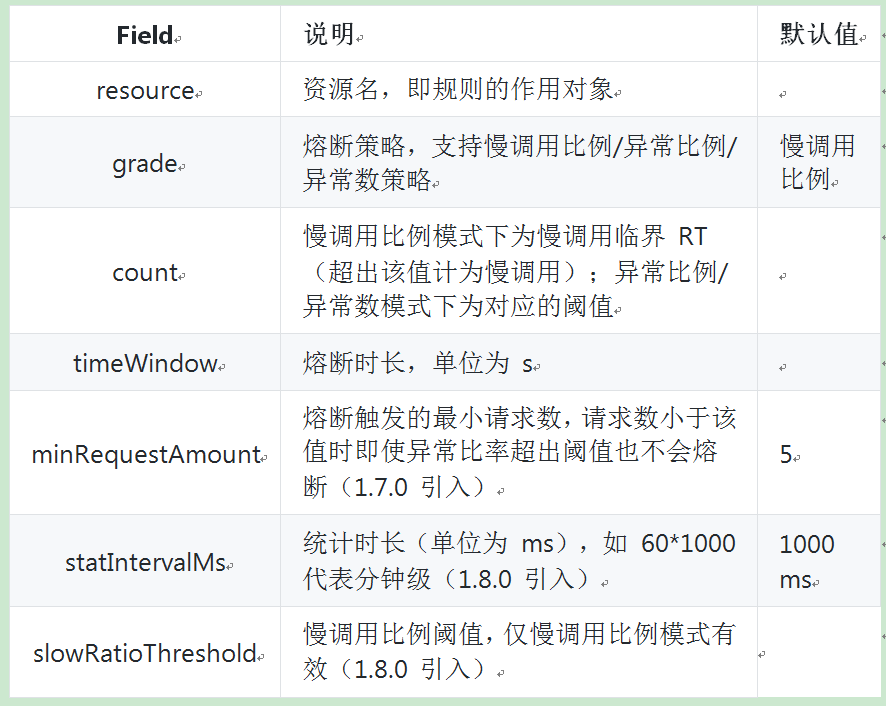 Field 说明 默认值
resource 资源名，即规则的作用对象
grade 熔断策略，支持慢调用比例/异常比例/ 慢调用
异常数策略 比例
count 慢调用比例模式下为慢调用临界 RT
（超出该值计为慢调用）；异常比例/
异常数模式下为对应的阈值
timeWindow 熔断时长，单位为 s
minRequestAmount 熔断触发的最小请求数，请求数小于该 5
值时即使异常比率超出阈值也不会熔
断（1.7.0 引入）
statIntervalMs 统计时长（单位为 ms），如 60*1000 1000
代表分钟级（1.8.0 引入） ms
slowRatioThreshold 慢调用比例阈值，仅慢调用比例模式有
效（1.8.0 引入）